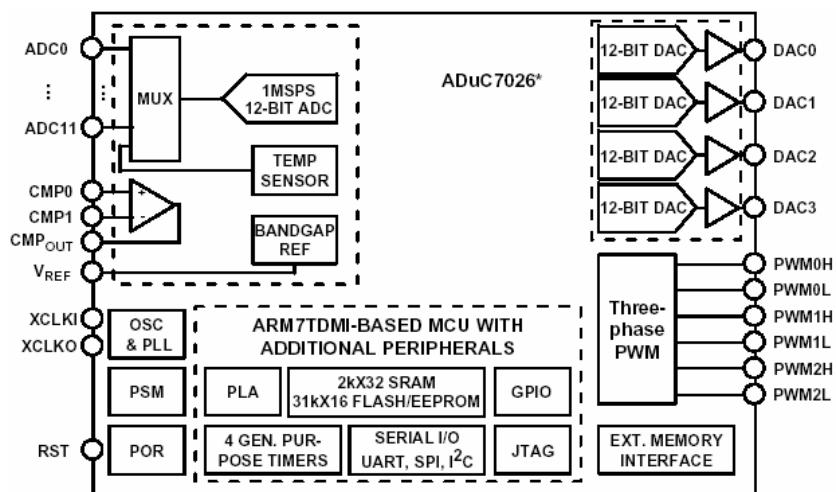 ADC0
... ...
ADC11
CMP0
CMP1
CMPOUT
VREF
XCLKI
XCLKO
RST
MUX
1MSPS
12-BIT ADC
TEMP
SENSOR
+
-
BANDGAP
REF
ADuC7026*
12-BIT DAC
12-BIT DAC
12-BIT DAC
12-BIT DAC
DAC0
DAC1
DAC2
DAC3
OSC
& PLL
PSM
POR
ARM7TDMI-BASED MCU WITH
ADDITIONAL PERIPHERALS
PLA
2kX32 SRAM
31kX16 FLASH/EEPROM
GPIO
4 GEN. PUR-
POSE TIMERS
SERIAL I/O
UART, SPI, I²C
JTAG
Three-
phase
PWM
PWM0H
PWM0L
PWM1H
PWM1L
PWM2H
PWM2L
EXT. MEMORY
INTERFACE